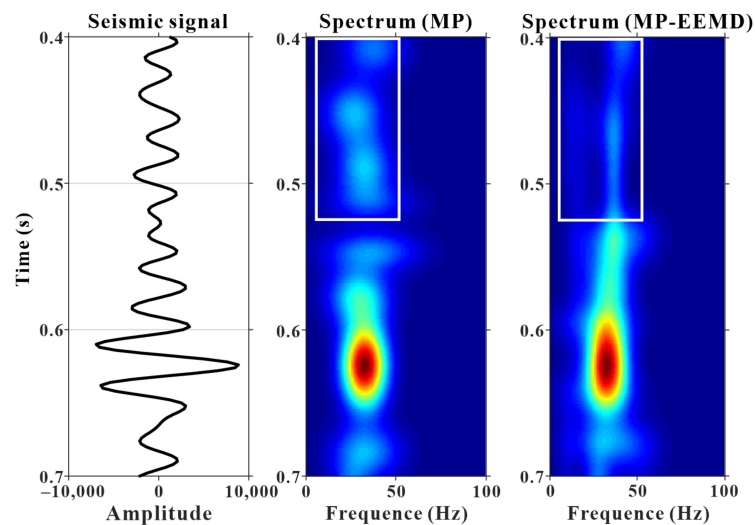 Seismic signal Spectrum (MP) Spectrum (MP-EEMD)
0.4 0.4 0.4
0.5 0.5 0.5
Time (s)
0.6 0.6 0.6
0.7 0.7 0.7
−10,000 0 10,000 0 50 100 0 50 100
Amplitude Frequence (Hz) Frequence (Hz)